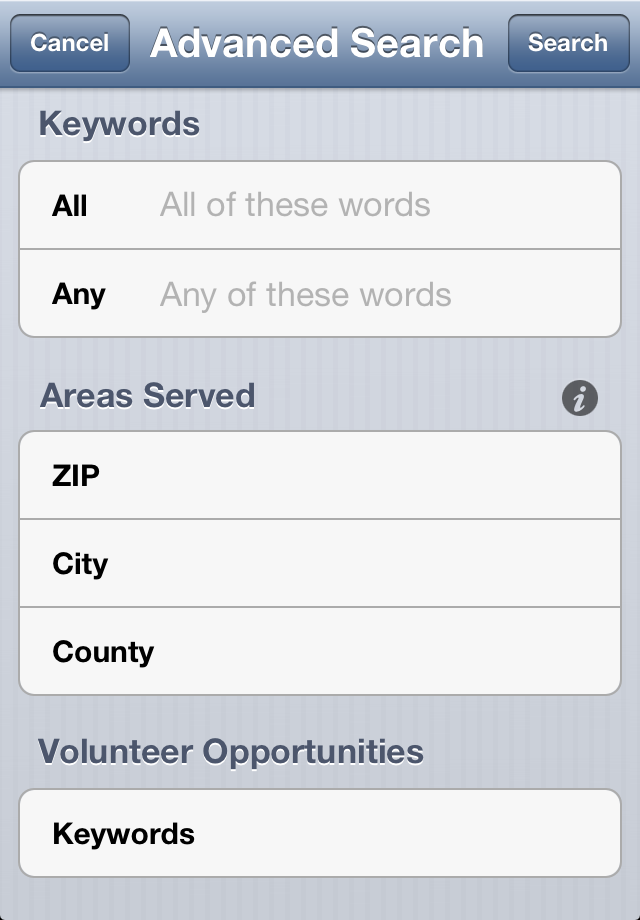 Cancel Advanced Search Search
Keywords
All All of these words
Any Any of these words
Areas Served
ZIP
City
County
Volunteer Opportunities
Keywords